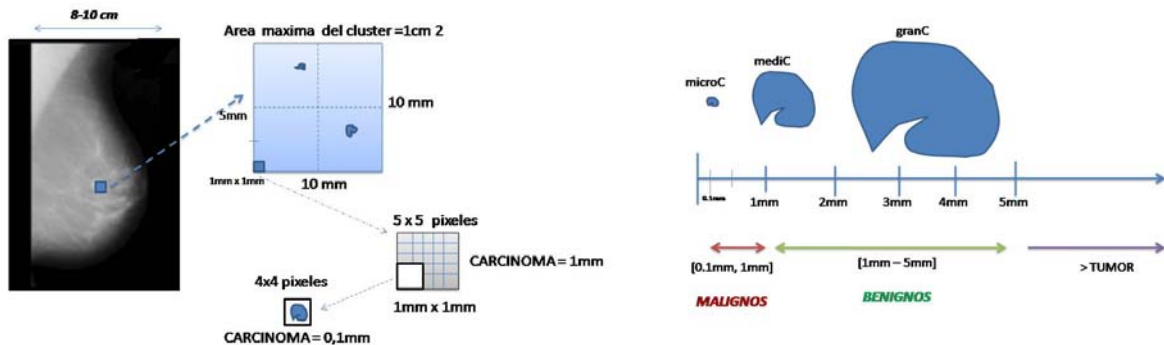 8-10 cm
Area maxima del cluster =1cm 2
5mm
10 mm
1mm x 1mm
10 mm
5 x 5 pixeles
CARCINOMA = 1mm
4x4 pixeles
1mm x 1mm
CARCINOMA = 0,1mm
granC
mediC
microC
0.1mm
1mm
2mm
3mm
4mm
5mm
[0.1mm, 1mm]
[1mm – 5mm]
> TUMOR
MALIGNOS
BENIGNOS